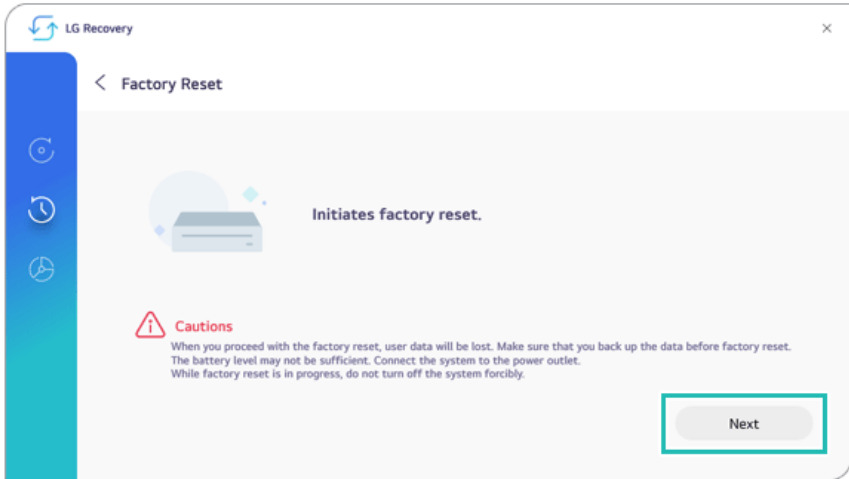 LG Recovery
Factory Reset
Initiates factory reset.
Cautions
When you proceed with the factory reset, user data will be lost. Make sure that you back up the data before factory reset.
The battery level may not be sufficient. Connect the system to the power outlet.
While factory reset is in progress, do not turn off the system forcibly.
Next